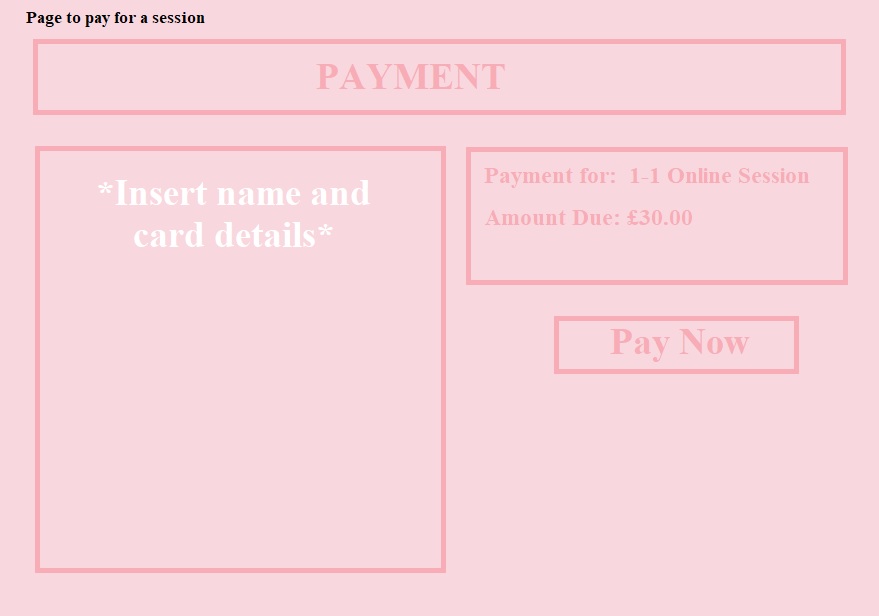 Page to pay for a session
PAYMENT
*Insert name and
card details*
Payment for:  1-1 Online Session
Amount Due: £30.00
Pay Now